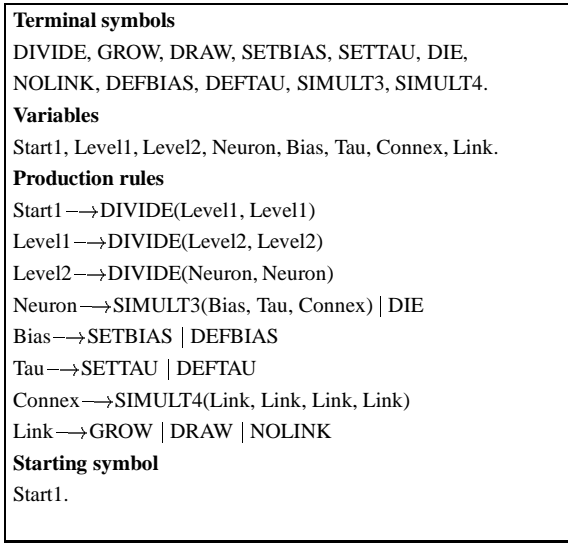 Terminal symbols
DIVIDE, GROW, DRAW, SETBIAS, SETTAU, DIE,
NOLINK, DEFBIAS, DEFTAU, SIMULT3, SIMULT4.
Variables
Start1, Level1, Level2, Neuron, Bias, Tau, Connex, Link.
Production rules
Start1⟶DIVIDE(Level1, Level1)
Level1⟶DIVIDE(Level2, Level2)
Level2⟶DIVIDE(Neuron, Neuron)
Neuron⟶SIMULT3(Bias, Tau, Connex) | DIE
Bias⟶SETBIAS | DEFBIAS
Tau⟶SETTAU | DEFTAU
Connex⟶SIMULT4(Link, Link, Link, Link)
Link⟶GROW | DRAW | NOLINK
Starting symbol
Start1.